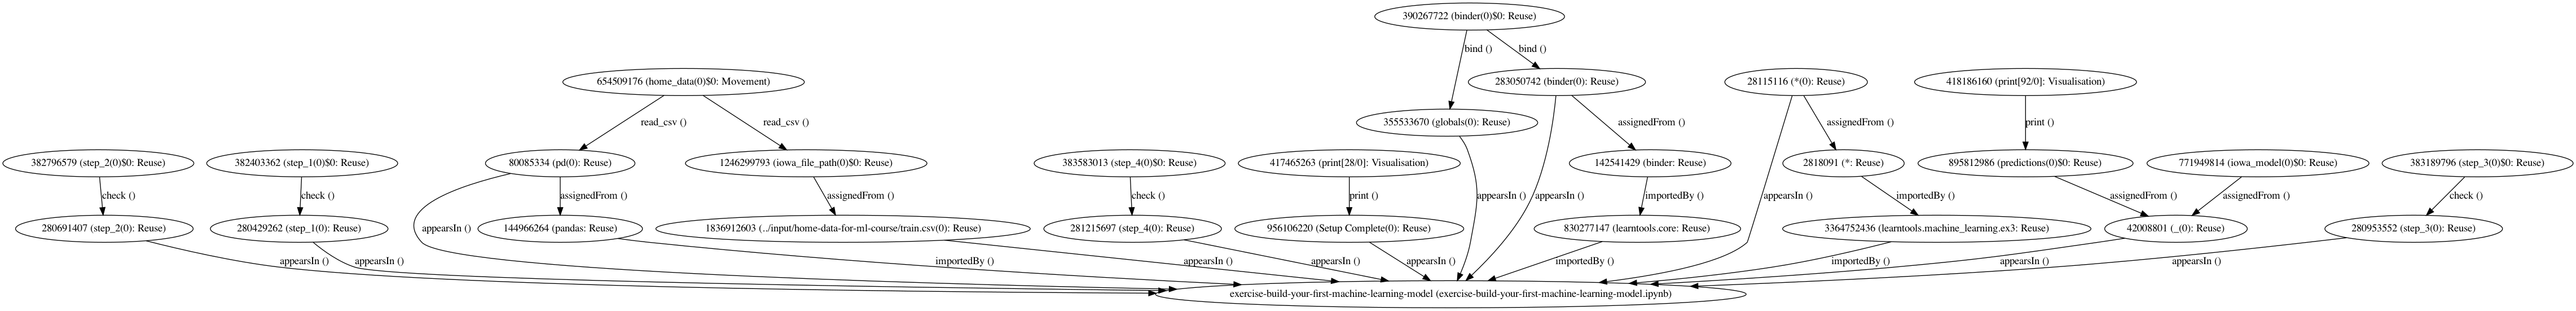 390267722 (binder(0)$0: Reuse)
bind ()
bind ()
654509176 (home_data(0)$0: Movement)
283050742 (binder(0): Reuse)
28115116 (*(0): Reuse)
418186160 (print[92/0]: Visualisation)
read_csv ()
read_csv ()
355533670 (globals(0): Reuse)
assignedFrom ()
assignedFrom ()
print ()
382796579 (step_2(0)$0: Reuse)
382403362 (step_1(0)$0: Reuse)
80085334 (pd(0): Reuse)
1246299793 (iowa_file_path(0)$0: Reuse)
383583013 (step_4(0)$0: Reuse)
417465263 (print[28/0]: Visualisation)
142541429 (binder: Reuse)
2818091 (*: Reuse)
895812986 (predictions(0)$0: Reuse)
771949814 (iowa_model(0)$0: Reuse)
383189796 (step_3(0)$0: Reuse)
check ()
check ()
assignedFrom ()
assignedFrom ()
check ()
print ()
appearsIn ()
appearsIn ()
importedBy ()
appearsIn ()
importedBy ()
assignedFrom ()
assignedFrom ()
check ()
280691407 (step_2(0): Reuse)
280429262 (step_1(0): Reuse)
appearsIn ()
144966264 (pandas: Reuse)
1836912603 (../input/home-data-for-ml-course/train.csv(0): Reuse)
281215697 (step_4(0): Reuse)
956106220 (Setup Complete(0): Reuse)
830277147 (learntools.core: Reuse)
3364752436 (learntools.machine_learning.ex3: Reuse)
42008801 (_(0): Reuse)
280953552 (step_3(0): Reuse)
appearsIn ()
appearsIn ()
importedBy ()
appearsIn ()
appearsIn ()
appearsIn ()
importedBy ()
importedBy ()
appearsIn ()
appearsIn ()
exercise-build-your-first-machine-learning-model (exercise-build-your-first-machine-learning-model.ipynb)